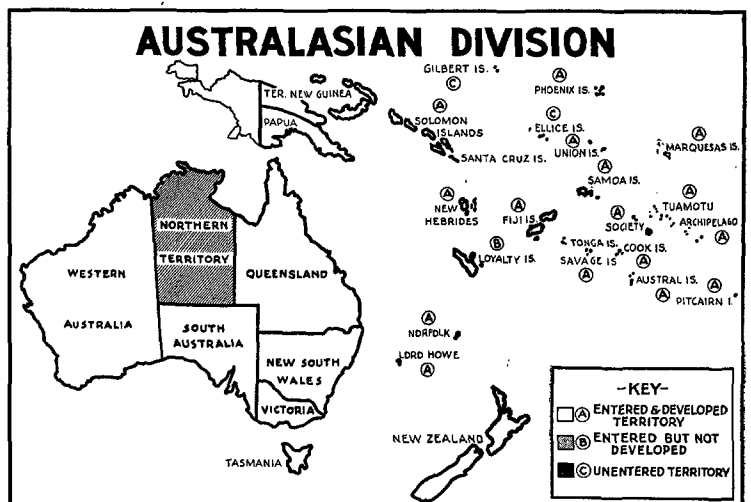 AUSTRALASIAN DIVISION
GILBERT IS.
C
A
PHOENIX IS.
TER. NEW GUINEA
PAPUA
A
SOLOMON
ISLANDS
C
ELLICE IS.
A
UNION IS.
A
MARQUESAS IS.
SANTA CRUZ IS.
A
SAMOA IS.
A
NEW
HEBRIDES
A
FIJI IS.
A
SOCIETY
A
TUAMOTU
ARCHIPELAGO
A
B
LOYALTY IS.
TONGA IS.
SAVAGE IS
A
COOK IS.
A
AUSTRAL IS.
A
A
PITCAIRN I.
NORTHERN
TERRITORY
WESTERN
AUSTRALIA
QUEENSLAND
SOUTH
AUSTRALIA
NEW SOUTH
WALES
VICTORIA
TASMANIA
A
NORFOLK
LORD HOWE
A
NEW ZEALAND
-KEY-
A ENTERED & DEVELOPED
TERRITORY
B ENTERED BUT NOT
DEVELOPED
C UNENTERED TERRITORY